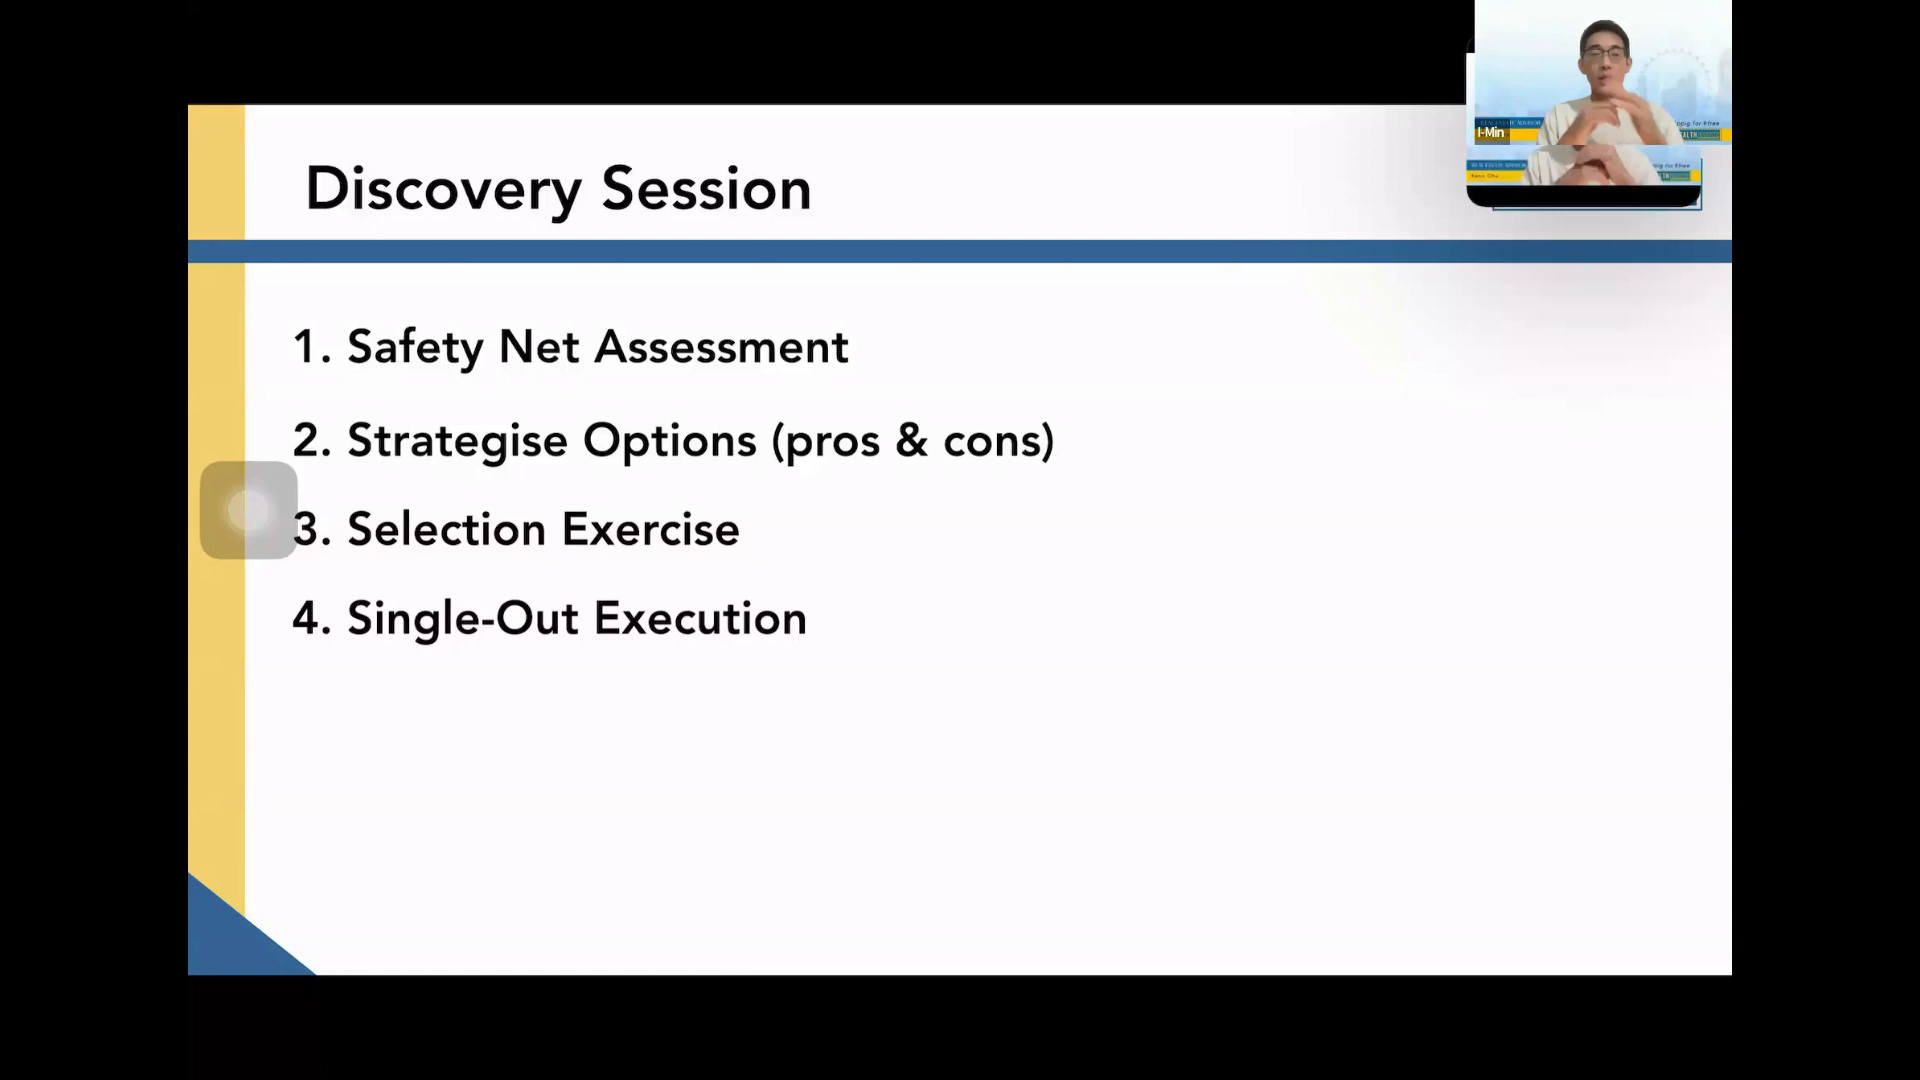 Discovery Session
I-Min
1. Safety Net Assessment
2. Strategise Options (pros & cons)
3. Selection Exercise
4. Single-Out Execution